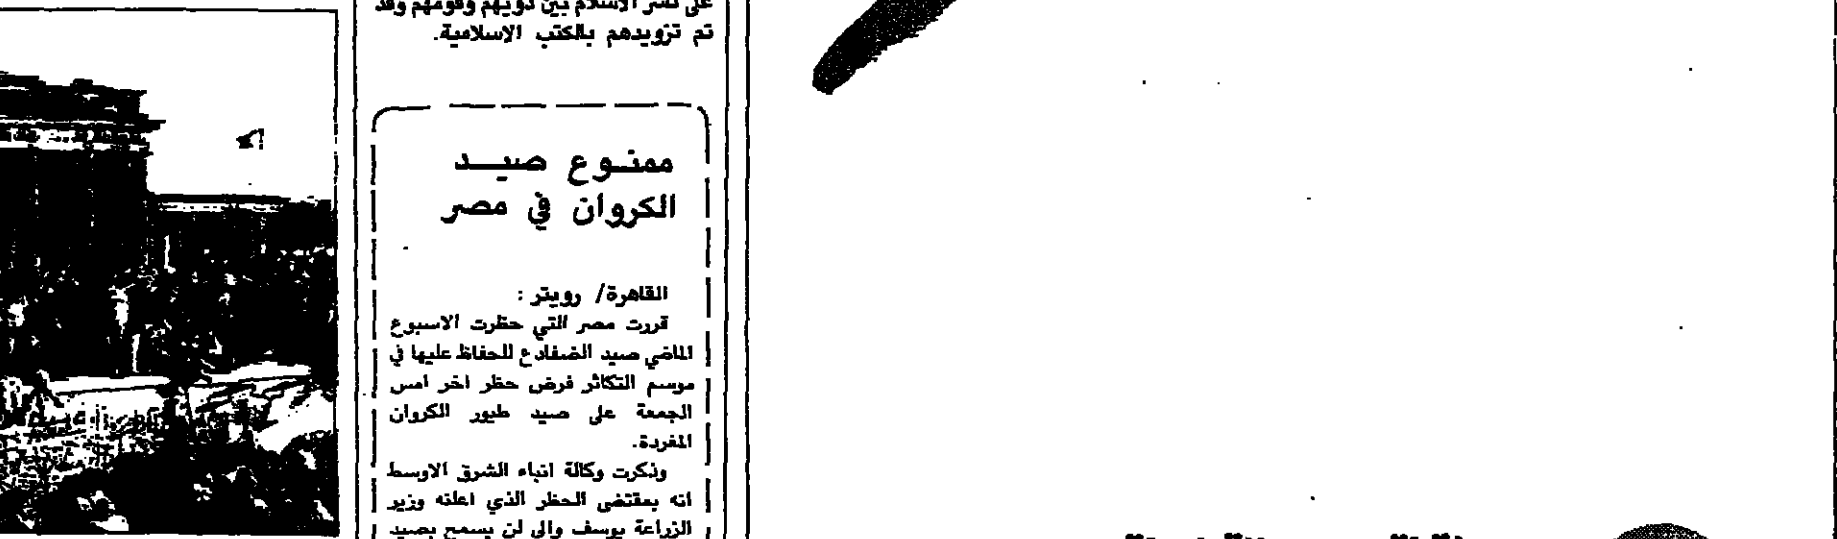 على نشر الاسلام بين ذويهم وقومهم وقد
تم تزويدهم بالكتب الاسلامية.
ممنـوع صيـــد
الكروان في مصر
القاهرة/ رويتر :
قررت مصر التي حظرت الاسبوع
الماضي صيد الضفادع للحفاظ عليها في
موسم التكاثر فرض حظر اخر امس
الجمعة على صيد طيور الكروان
المغردة.
وذكرت وكالة انباء الشرق الاوسط
انه بمقتضى الحظر الذي اعلنه وزير
الزراعة يوسف والي لن يسمح بصيد